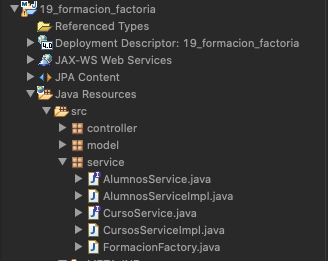 19_formacion_factoria
Referenced Types
Deployment Descriptor: 19_formacion_factoria
JAX-WS Web Services
JPA Content
Java Resources
src
controller
model
service
AlumnosService.java
AlumnosServiceImpl.java
CursoService.java
CursosServiceImpl.java
FormacionFactory.java